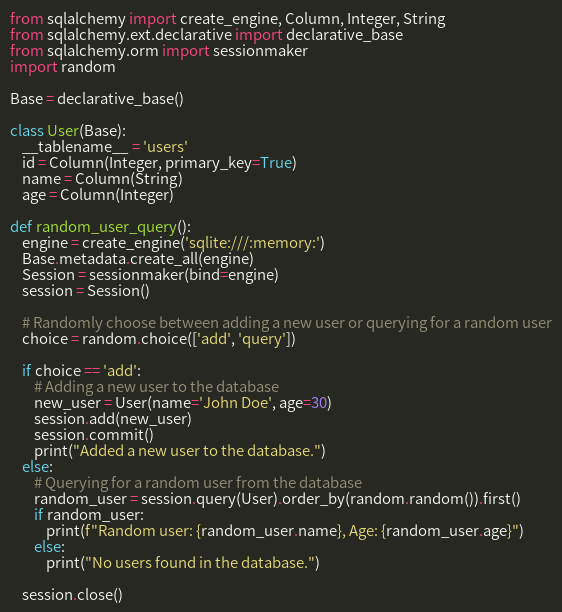 from sqlalchemy import create_engine, Column, Integer, String
from sqlalchemy.ext.declarative import declarative_base
from sqlalchemy.orm import sessionmaker
import random

Base = declarative_base()

class User(Base):
    __tablename__ = 'users'
    id = Column(Integer, primary_key=True)
    name = Column(String)
    age = Column(Integer)

def random_user_query():
    engine = create_engine('sqlite:///:memory:')
    Base.metadata.create_all(engine)
    Session = sessionmaker(bind=engine)
    session = Session()

    # Randomly choose between adding a new user or querying for a random user
    choice = random.choice(['add', 'query'])

    if choice == 'add':
        # Adding a new user to the database
        new_user = User(name='John Doe', age=30)
        session.add(new_user)
        session.commit()
        print("Added a new user to the database.")
    else:
        # Querying for a random user from the database
        random_user = session.query(User).order_by(random.random()).first()
        if random_user:
            print(f"Random user: {random_user.name}, Age: {random_user.age}")
        else:
            print("No users found in the database.")

    session.close()